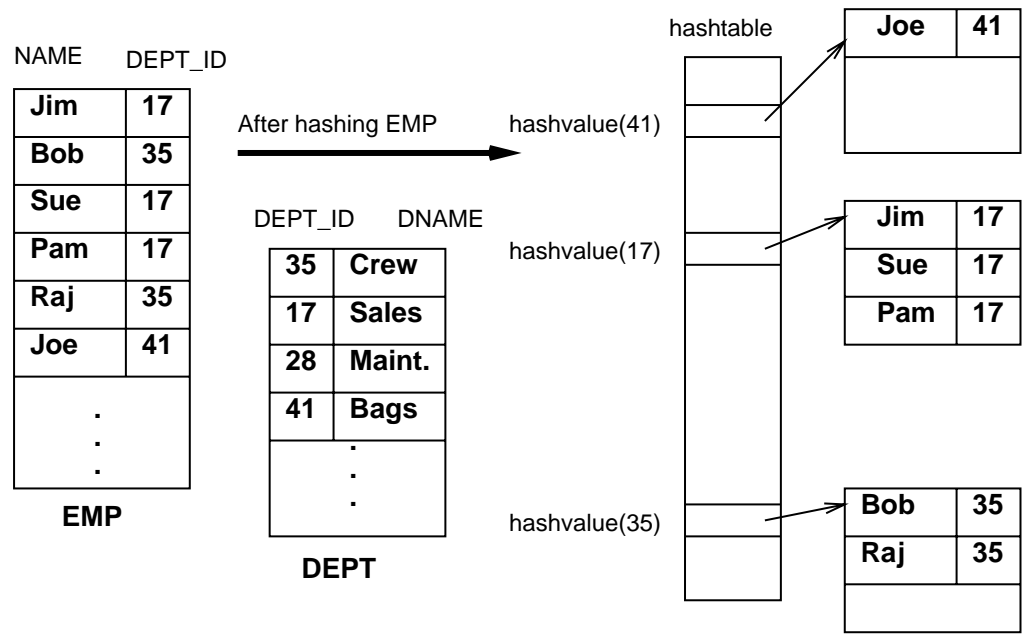 NAME DEPT_ID
Jim 17
Bob 35
Sue 17
Pam 17
Raj 35
Joe 41
.
.
.
EMP
After hashing EMP
DEPT_ID DNAME
35 Crew
17 Sales
28 Maint.
41 Bags
.
.
.
DEPT
hashtable
hashvalue(41)
hashvalue(17)
hashvalue(35)
Joe 41
Jim 17
Sue 17
Pam 17
Bob 35
Raj 35